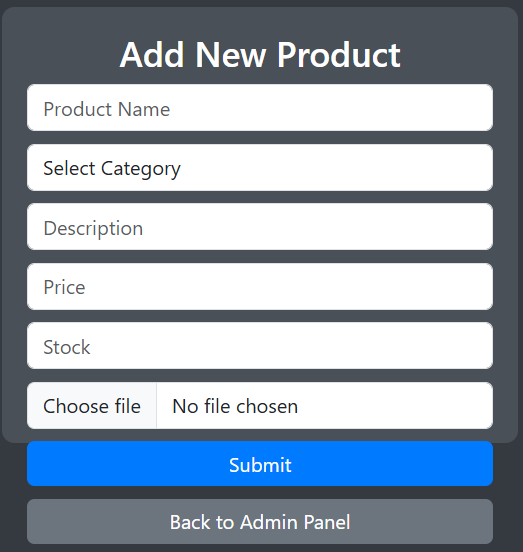 Add New Product
Product Name
Select Category
Description
Price
Stock
Choose file No file chosen
Submit
Back to Admin Panel